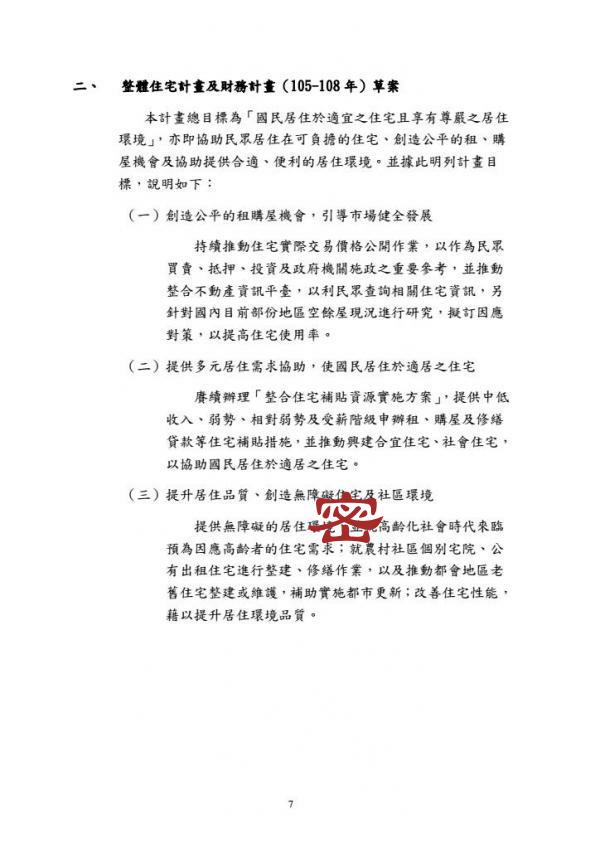 二、 整體住宅計畫及財務計畫（105-108 年）草案
本計畫總目標為「國民居住於適宜之住宅且享有尊嚴之居住
環境」，亦即協助民眾居住在可負擔的住宅、創造公平的租、購
屋機會及協助提供合適、便利的居住環境。並據此明列計畫目
標，說明如下：
（一）創造公平的租購屋機會，引導市場健全發展
持續推動住宅實際交易價格公開作業，以作為民眾
買賣、抵押、投資及政府機關施政之重要參考，並推動
整合不動產資訊平臺，以利民眾查詢相關住宅資訊，另
針對國內目前部份地區空餘屋現況進行研究，擬訂因應
對策，以提高住宅使用率。
（二）提供多元居住需求協助，使國民居住於適居之住宅
賡續辦理「整合住宅補貼資源實施方案」，提供中低
收入、弱勢、相對弱勢及受薪階級申辦租、購屋及修繕
貸款等住宅補貼措施，並推動興建合宜住宅、社會住宅，
以協助國民居住於適居之住宅。
（三）提升居住品質、創造無障礙住宅及社區環境
密
提供無障礙的居住環境，並就高齡化社會時代來臨
預為因應高齡者的住宅需求；就農村社區個別宅院、公
有出租住宅進行整建、修繕作業，以及推動都會地區老
舊住宅整建或維護，補助實施都市更新；改善住宅性能，
藉以提升居住環境品質。
7